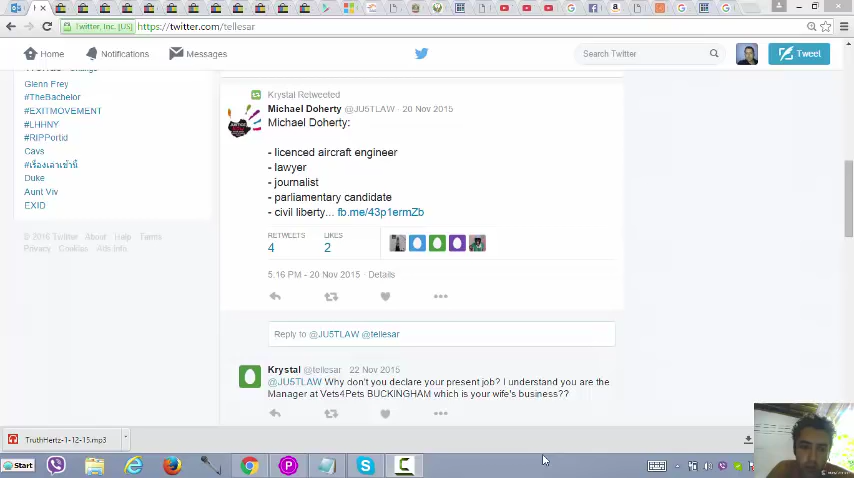 Twitter, Inc. [US]
https://twitter.com/tellesar
Home
Notifications
Messages
Search Twitter
Tweet
Glenn Frey
#TheBachelor
#EXITMOVEMENT
#LHHNY
#RIPPortid
Cavs
#เรื่องเล่าเช้านี้
Duke
Aunt Viv
EXID
© 2016 Twitter About Help Terms
Privacy Cookies Ads info
Krystal Retweeted
Michael Doherty @JU5TLAW - 20 Nov 2015
Michael Doherty:
- licenced aircraft engineer
- lawyer
- journalist
- parliamentary candidate
- civil liberty... fb.me/43p1ermZb
RETWEETS LIKES
4 2
5:16 PM - 20 Nov 2015 · Details
Reply to @JU5TLAW @tellesar
Krystal @tellesar · 22 Nov 2015
@JU5TLAW Why don't you declare your present job? I understand you are the
Manager at Vets4Pets BUCKINGHAM which is your wife's business??
TruthHertz-1-12-15.mp3
Start